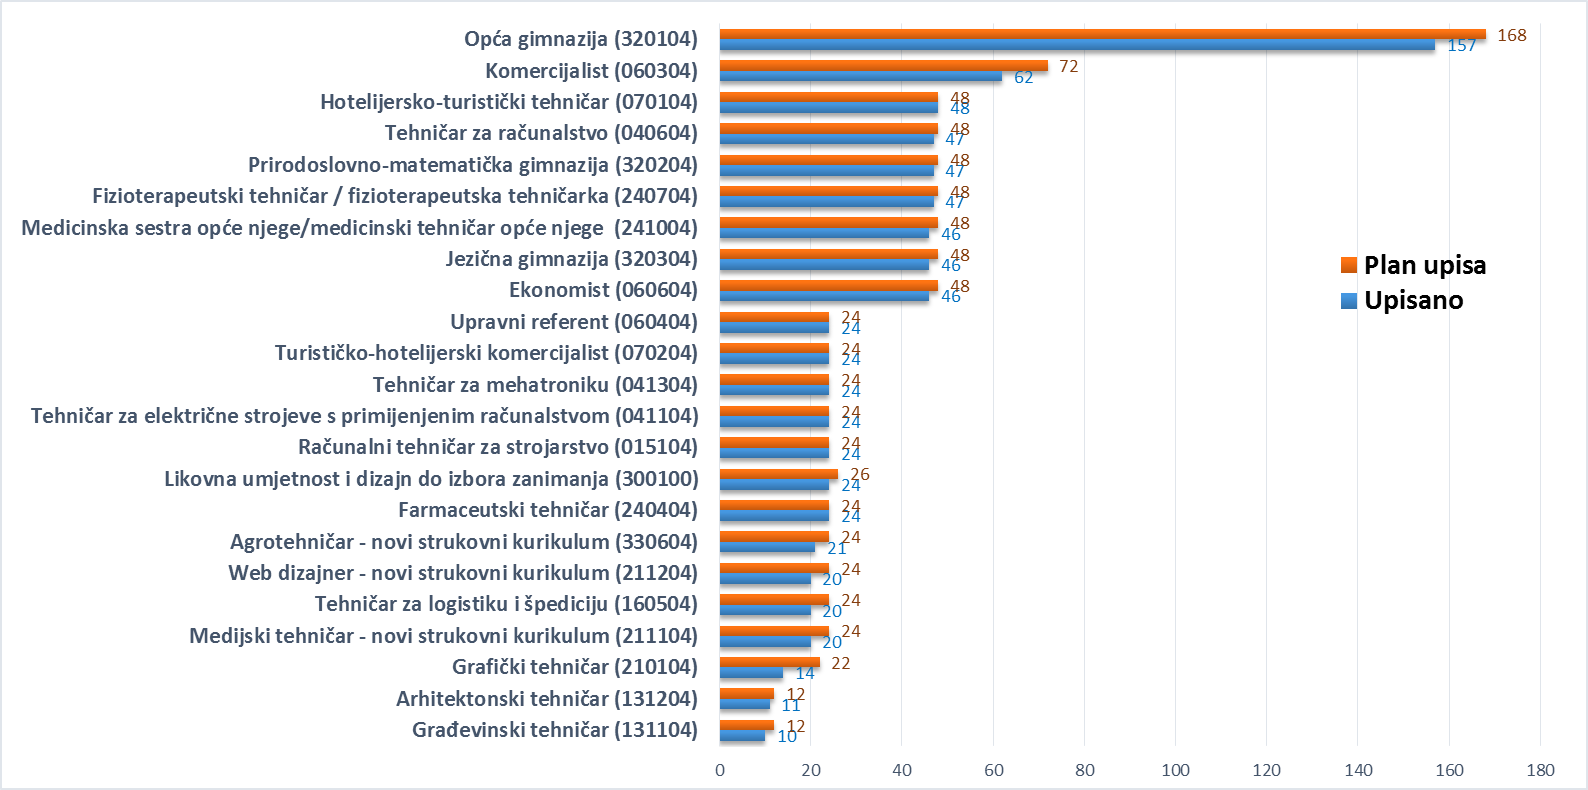 Opća gimnazija (320104) 168
157
Komercijalist (060304) 72
62
Hotelijersko-turistički tehničar (070104) 48
48
Tehničar za računalstvo (040604) 48
47
Prirodoslovno-matematička gimnazija (320204) 48
47
Fizioterapeutski tehničar / fizioterapeutska tehničarka (240704) 48
47
Medicinska sestra opće njege/medicinski tehničar opće njege (241004) 48
46
Jezična gimnazija (320304) 48
46
Plan upisa
Ekonomist (060604) 48
46
Upisano
Upravni referent (060404) 24
24
Turističko-hotelijerski komercijalist (070204) 24
24
Tehničar za mehatroniku (041304) 24
24
Tehničar za električne strojeve s primijenjenim računalstvom (041104) 24
24
Računalni tehničar za strojarstvo (015104) 24
24
Likovna umjetnost i dizajn do izbora zanimanja (300100) 26
24
Farmaceutski tehničar (240404) 24
24
Agrotehničar - novi strukovni kurikulum (330604) 24
21
Web dizajner - novi strukovni kurikulum (211204) 24
20
Tehničar za logistiku i špediciju (160504) 24
20
Medijski tehničar - novi strukovni kurikulum (211104) 24
20
Grafički tehničar (210104) 22
14
Arhitektonski tehničar (131204) 12
11
Građevinski tehničar (131104) 12
10
0 20 40 60 80 100 120 140 160 180